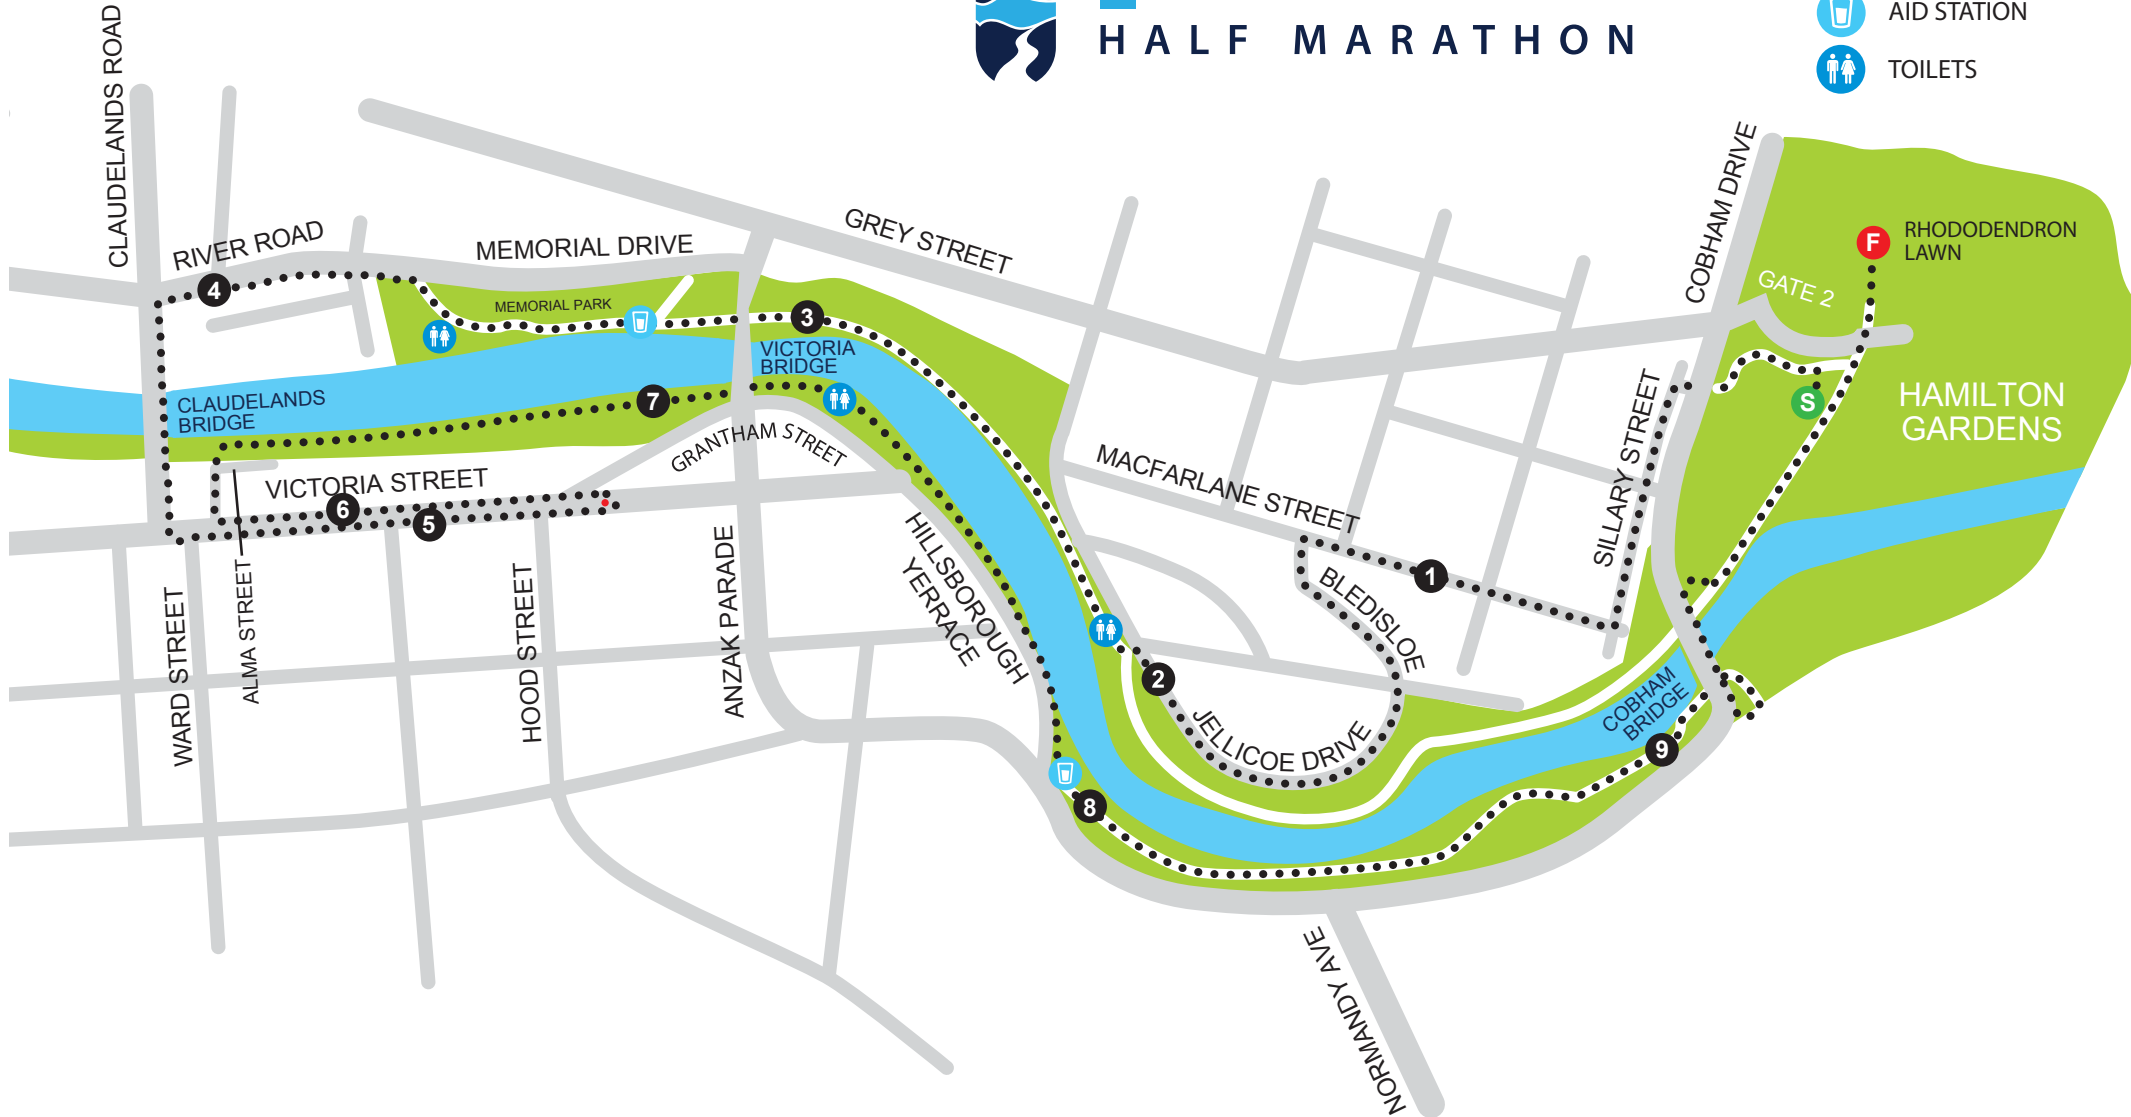 HALF MARATHON
AID STATION
TOILETS
CLAUDELANDS ROAD
RIVER ROAD
MEMORIAL DRIVE
GREY STREET
COBHAM DRIVE
F
RHODODENDRON
LAWN
GATE 2
4
MEMORIAL PARK
3
VICTORIA
BRIDGE
CLAUDELANDS
BRIDGE
7
S
HAMILTON
GARDENS
GRANTHAM STREET
MACFARLANE STREET
SILLARY STREET
VICTORIA STREET
6
5
HILLSBOROUGH
YERRACE
1
BLEDISLOE
WARD STREET
ALMA STREET
HOOD STREET
ANZAK PARADE
2
JELLICOE DRIVE
COBHAM
BRIDGE
9
8
NORMANDY AVE